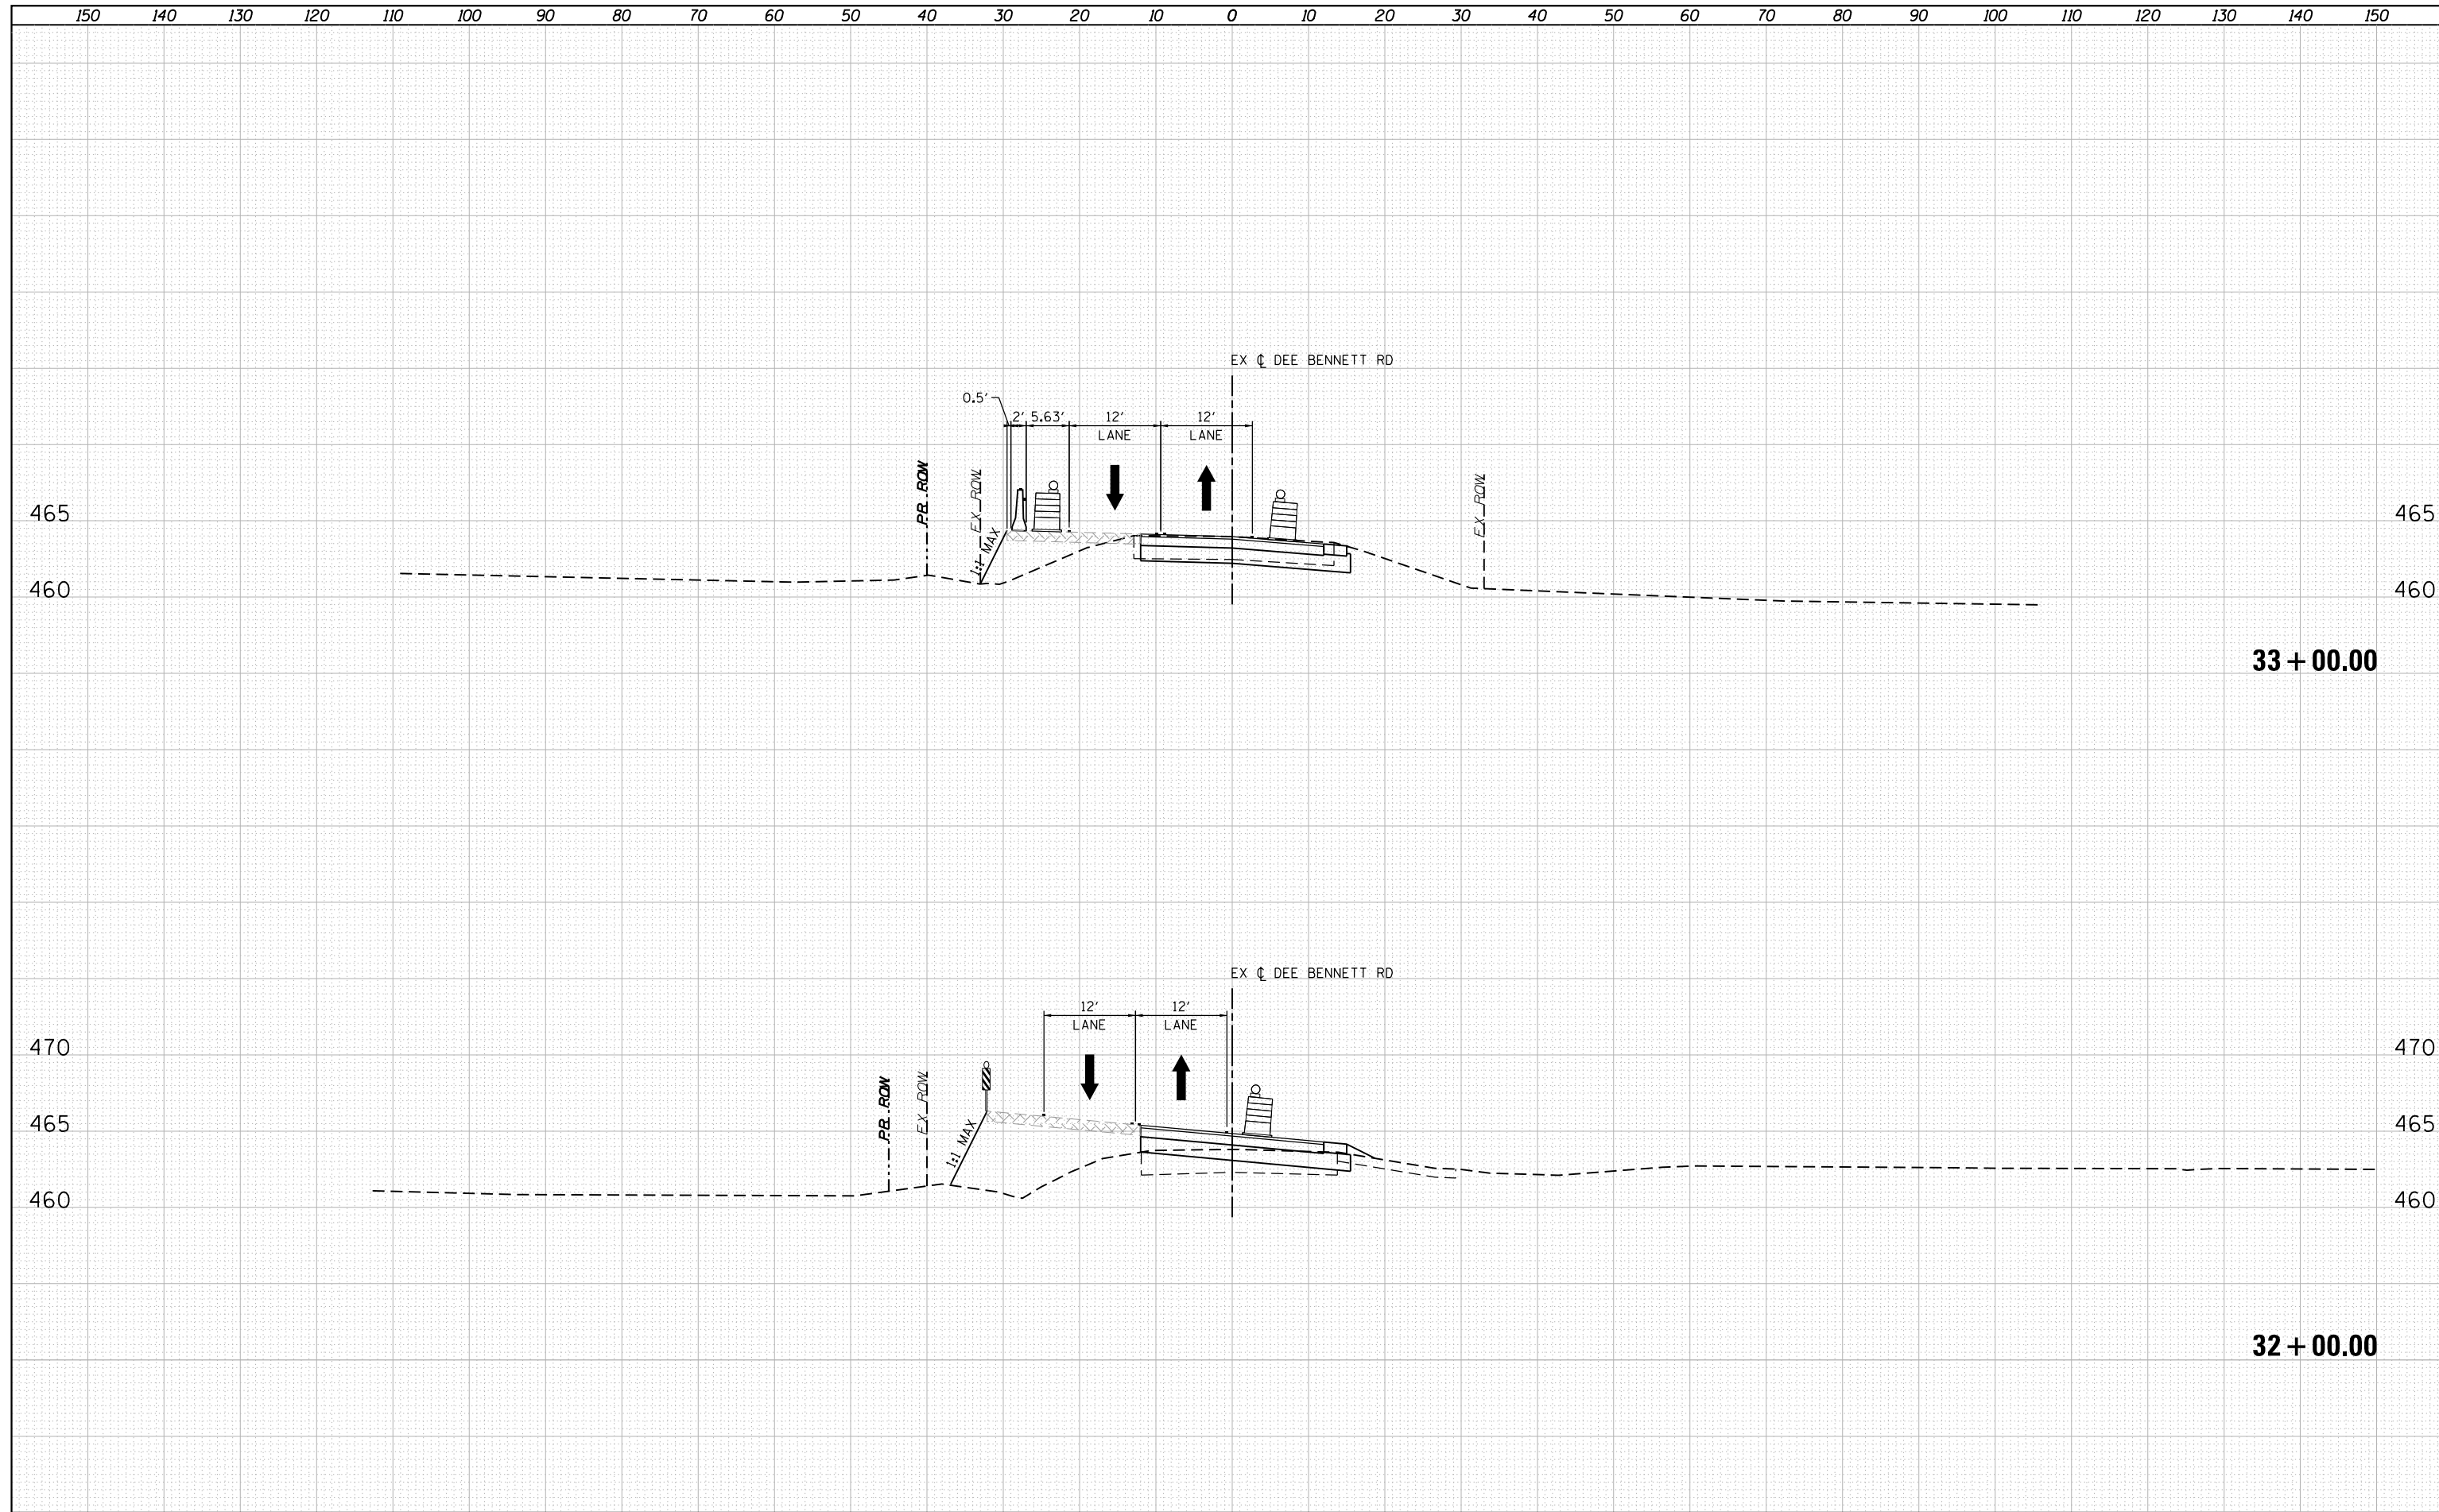 150 140 130 120 110 100 90 80 70 60 50 40 30 20 10 0 10 20 30 40 50 60 70 80 90 100 110 120 130 140 150
EX ℄ DEE BENNETT RD
0.5'
2' 5.63' 12' 12'
LANE LANE
PR ROW
EX ROW
1:1 MAX
EX ROW
465 465
460 460
33+00.00
EX ℄ DEE BENNETT RD
12' 12'
LANE LANE
470 470
PR ROW
EX ROW
1:1 MAX
465 465
460 460
32+00.00